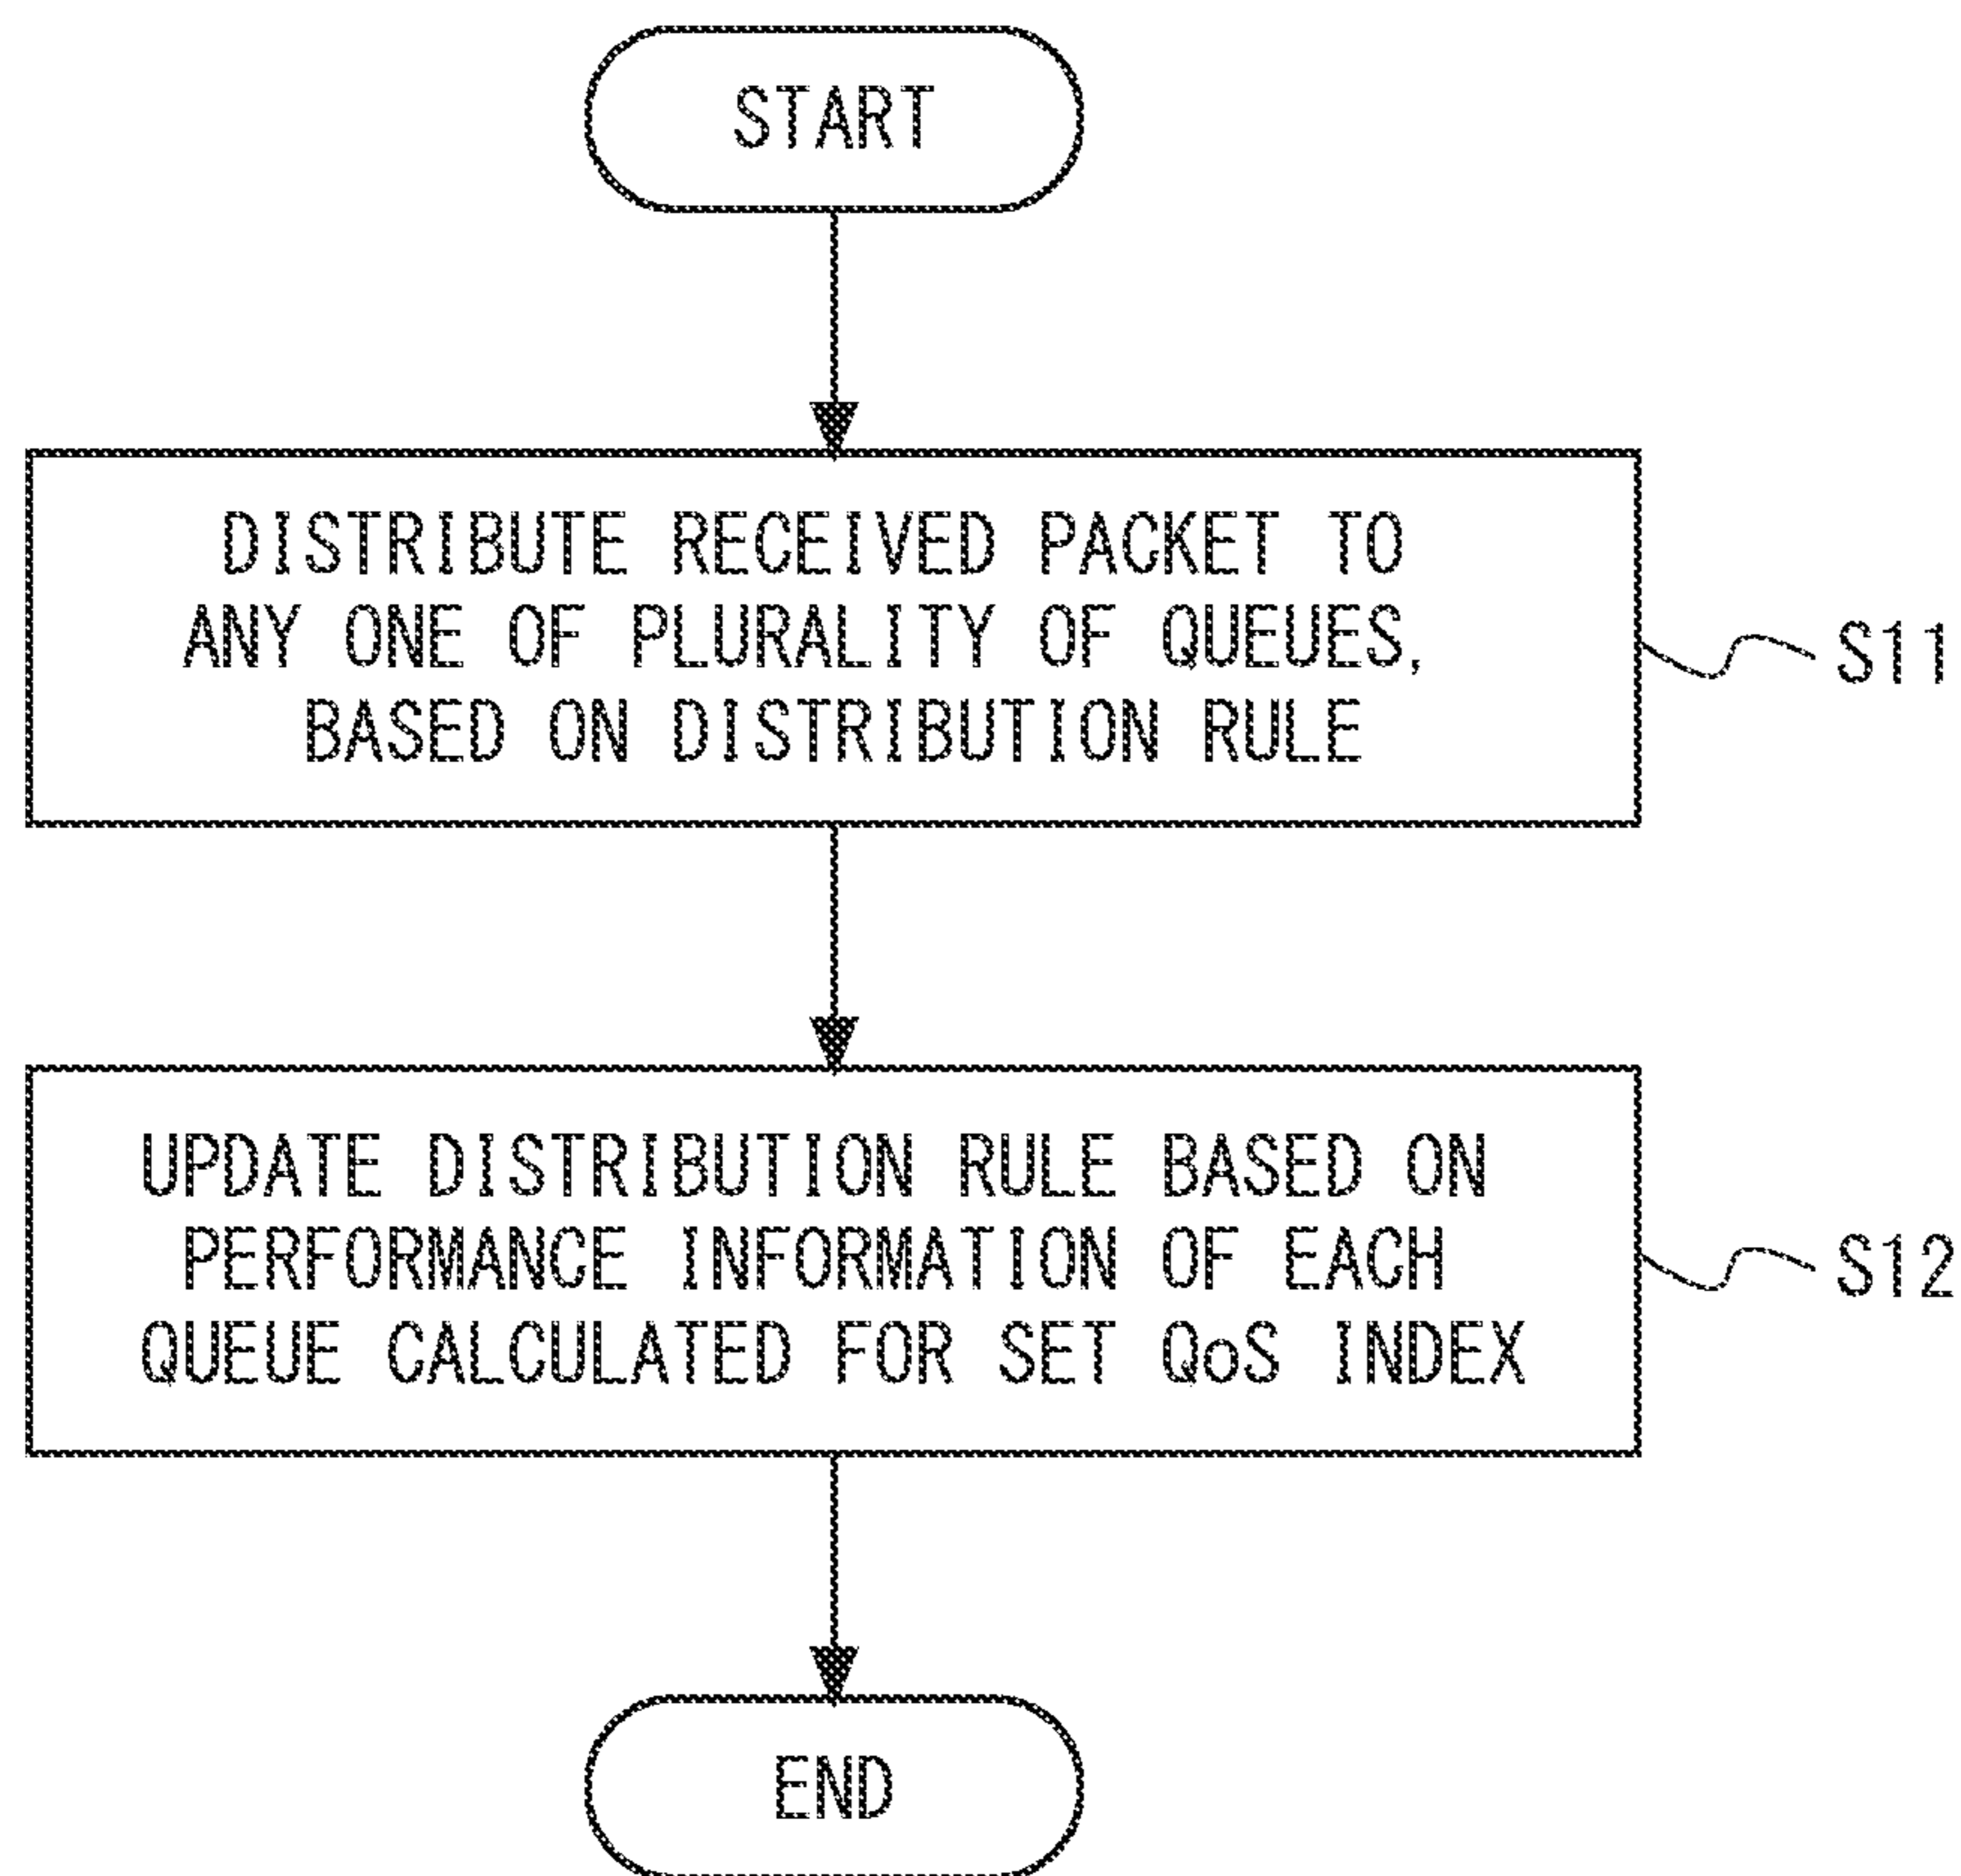 START
DISTRIBUTE RECEIVED PACKET TO
ANY ONE OF PLURALITY OF QUEUES,
BASED ON DISTRIBUTION RULE
S11
UPDATE DISTRIBUTION RULE BASED ON
PERFORMANCE INFORMATION OF EACH
QUEUE CALCULATED FOR SET QoS INDEX
S12
END